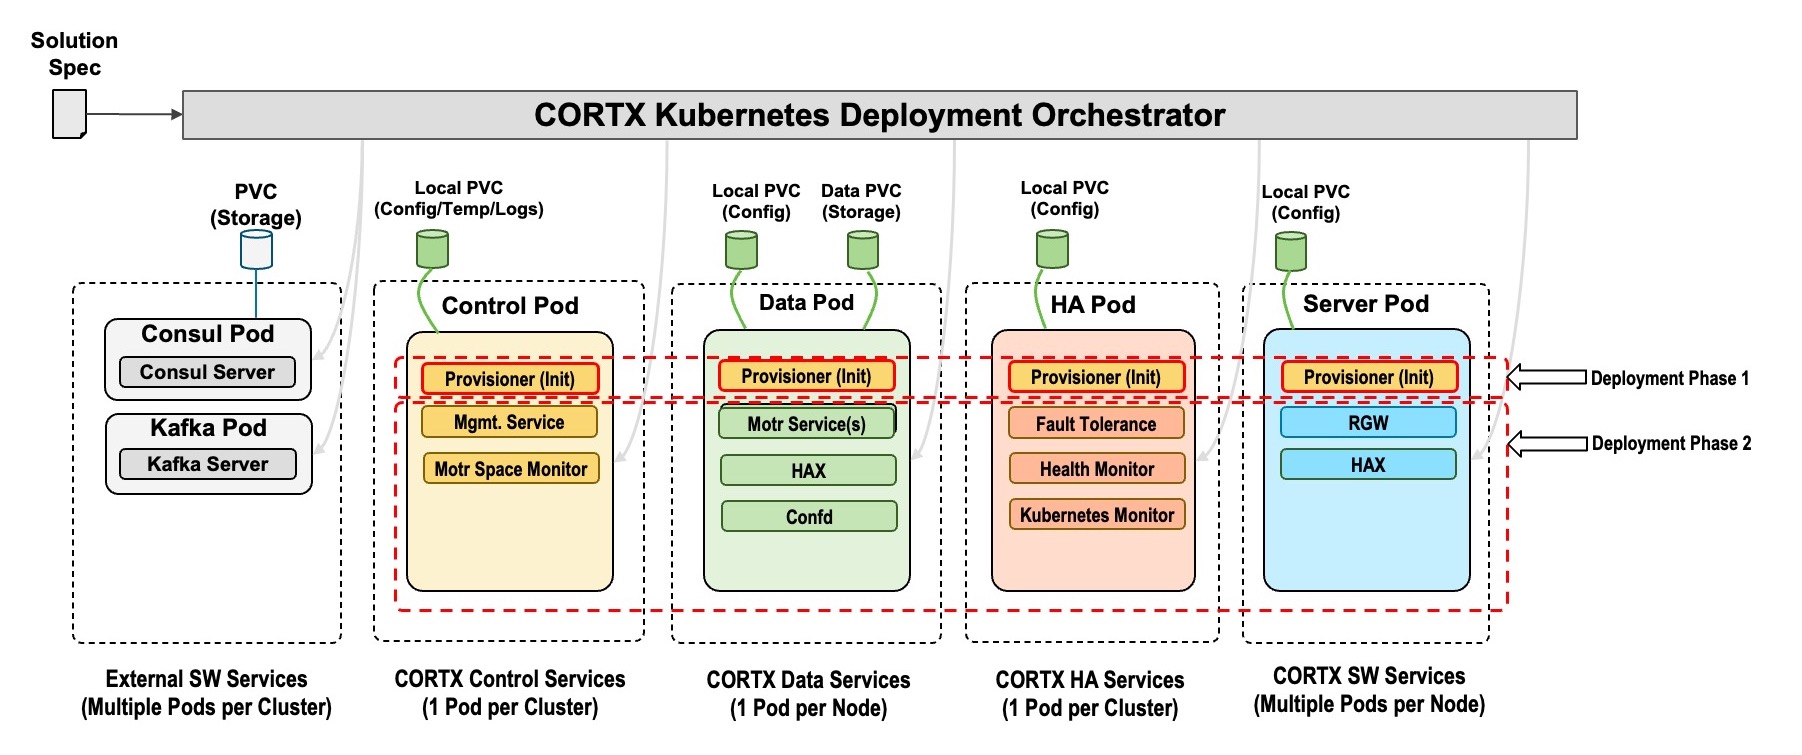 Solution
Spec
CORTX Kubernetes Deployment Orchestrator
PVC
(Storage)
Local PVC
(Config/Temp/Logs)
Local PVC
(Config)
Data PVC
(Storage)
Local PVC
(Config)
Local PVC
(Config)
Consul Pod
Consul Server
Kafka Pod
Kafka Server
Control Pod
Provisioner (Init)
Mgmt. Service
Motr Space Monitor
Data Pod
Provisioner (Init)
Motr Service(s)
HAX
Confd
HA Pod
Provisioner (Init)
Fault Tolerance
Health Monitor
Kubernetes Monitor
Server Pod
Provisioner (Init)
RGW
HAX
Deployment Phase 1
Deployment Phase 2
External SW Services
(Multiple Pods per Cluster)
CORTX Control Services
(1 Pod per Cluster)
CORTX Data Services
(1 Pod per Node)
CORTX HA Services
(1 Pod per Cluster)
CORTX SW Services
(Multiple Pods per Node)